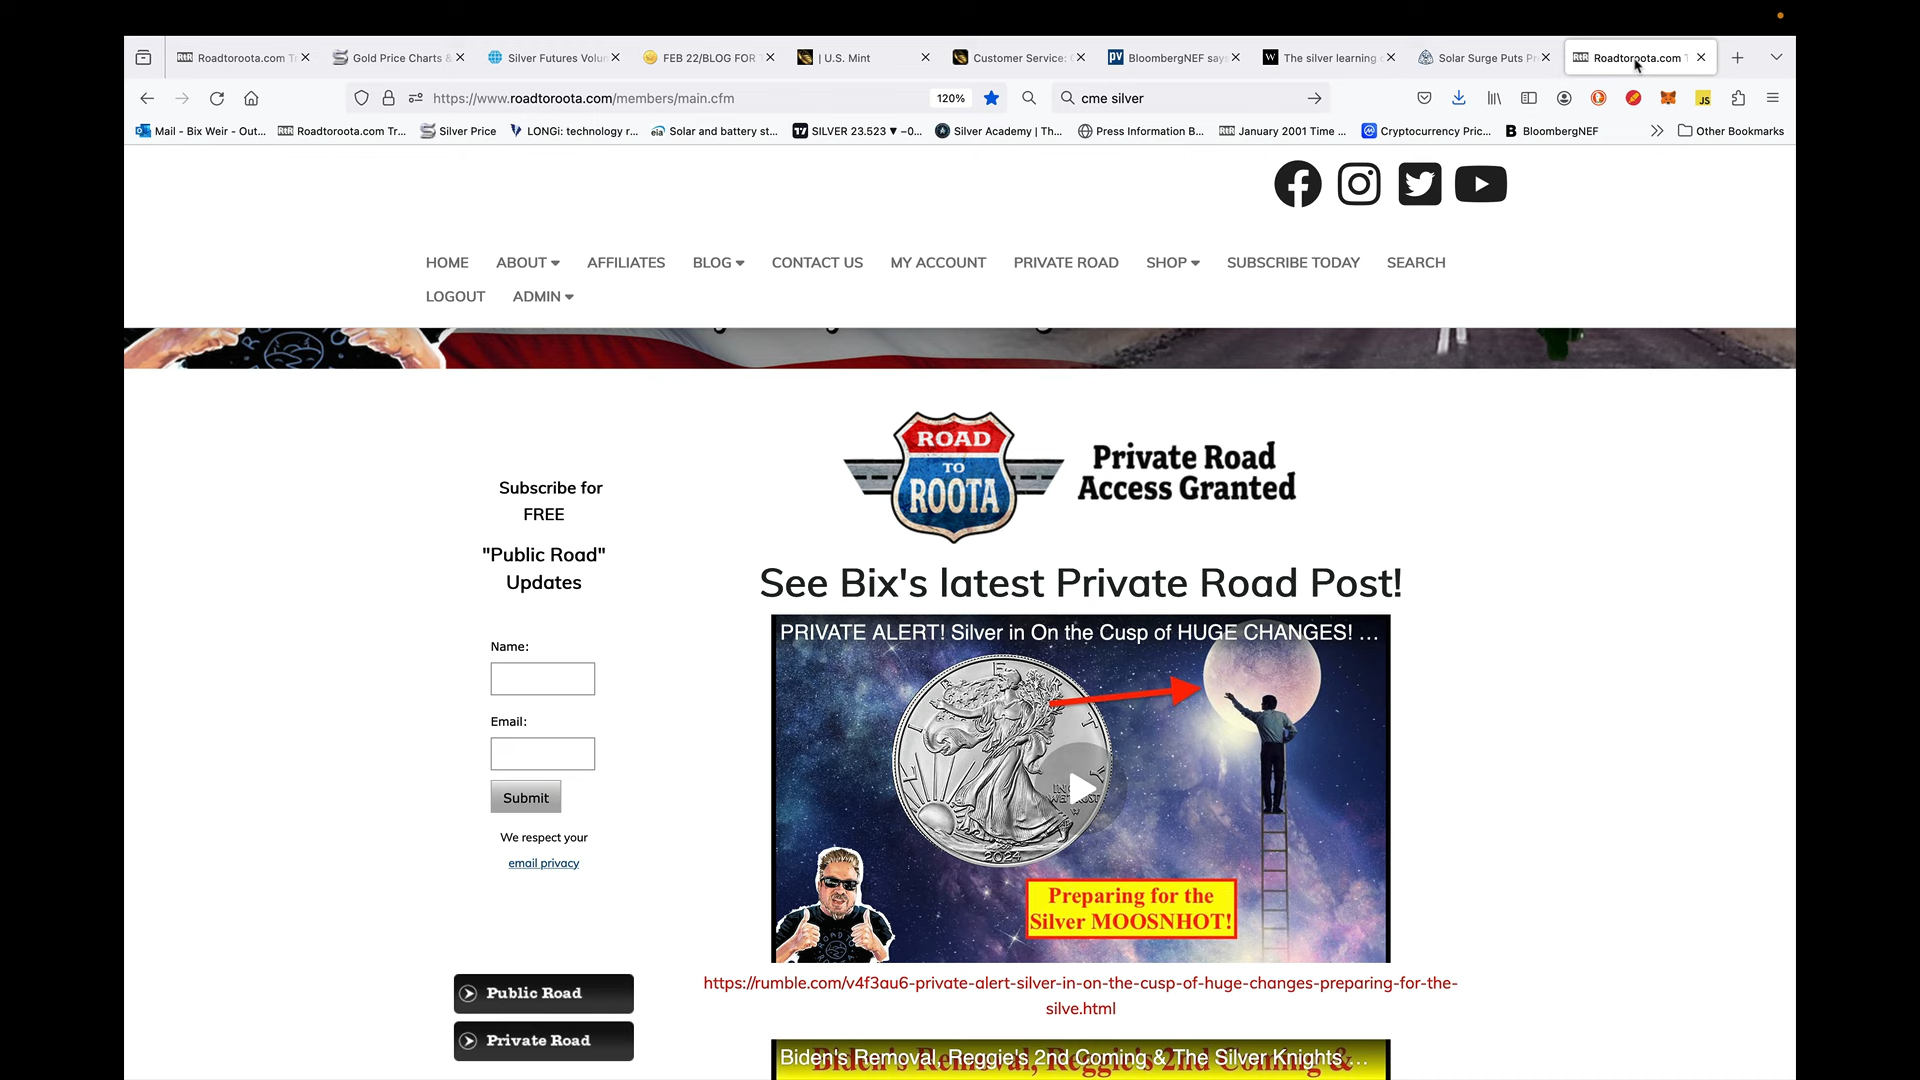 Roadtoroota.com T
Gold Price Charts &
Silver Futures Volun
FEB 22/BLOG FOR
| U.S. Mint
Customer Service:
BloombergNEF say
The silver learning
Solar Surge Puts Pr
Roadtoroota.com T
https://www.roadtoroota.com/members/main.cfm
120%
cme silver
Mail - Bix Weir - Out...
Roadtoroota.com Tr...
Silver Price
LONGi: technology r...
Solar and battery st...
SILVER 23.523 ▼ −0...
Silver Academy | Th...
Press Information B...
January 2001 Time ...
Cryptocurrency Pric...
BloombergNEF
Other Bookmarks
HOME
ABOUT
AFFILIATES
BLOG
CONTACT US
MY ACCOUNT
PRIVATE ROAD
SHOP
SUBSCRIBE TODAY
SEARCH
LOGOUT
ADMIN
ROAD
TO
ROOTA
Private Road
Access Granted
Subscribe for
FREE
"Public Road"
Updates
See Bix's latest Private Road Post!
PRIVATE ALERT! Silver in On the Cusp of HUGE CHANGES! ...
Name:
Email:
Submit
We respect your
email privacy
LIBERTY
IN GOD
WE TRUST
2024
Preparing for the
Silver MOOSNHOT!
https://rumble.com/v4f3au6-private-alert-silver-in-on-the-cusp-of-huge-changes-preparing-for-the-
silve.html
Public Road
Private Road
Biden's Removal, Reggie's 2nd Coming & The Silver Knights ...